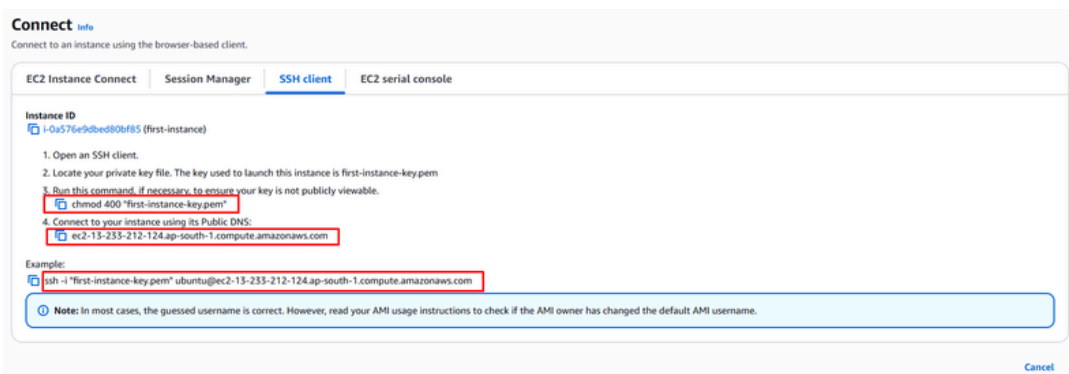 Connect Info
Connect to an instance using the browser-based client.
EC2 Instance Connect Session Manager SSH client EC2 serial console
Instance ID
i-0a576e9dbed80bf85 (first-instance)
1. Open an SSH client.
2. Locate your private key file. The key used to launch this instance is first-instance-key.pem
3. Run this command, if necessary, to ensure your key is not publicly viewable.
chmod 400 "first-instance-key.pem"
4. Connect to your instance using its Public DNS:
ec2-13-233-212-124.ap-south-1.compute.amazonaws.com
Example:
ssh -i "first-instance-key.pem" ubuntu@ec2-13-233-212-124.ap-south-1.compute.amazonaws.com
Note: In most cases, the guessed username is correct. However, read your AMI usage instructions to check if the AMI owner has changed the default AMI username.
Cancel